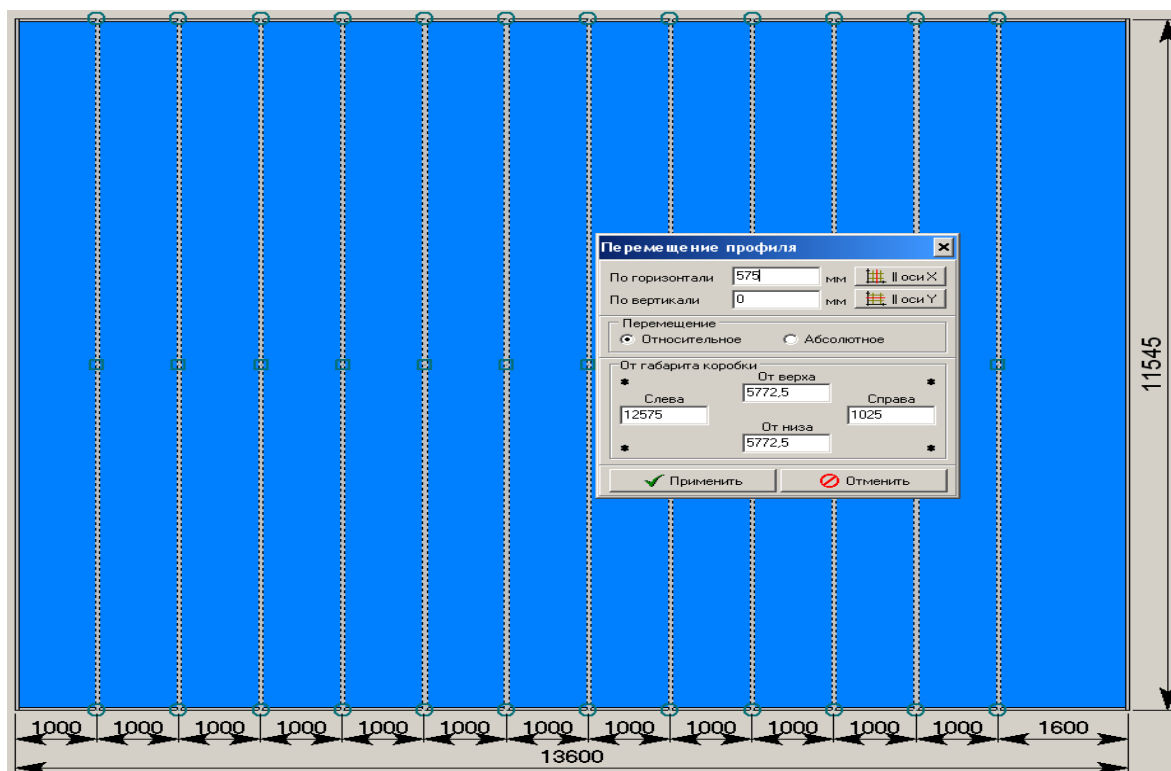 Перемещение профиля
По горизонтали 575 мм || оси X
По вертикали 0 мм || оси Y
Перемещение
Относительное Абсолютное
От габарита коробки
* От верха *
5772,5
Слева Справа
12575 1025
От низа
5772,5
* *
Применить Отменить
11545
1000 1000 1000 1000 1000 1000 1000 1000 1000 1000 1000 1000 1600
13600